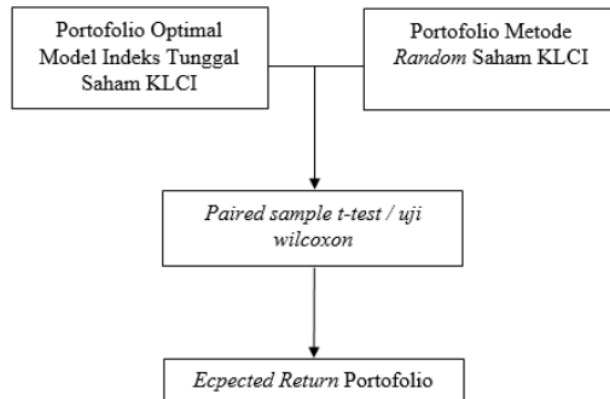 Portofolio Optimal
Model Indeks Tunggal
Saham KLCI
Portofolio Metode
Random Saham KLCI
Paired sample t-test / uji
wilcoxon
Ecpected Return Portofolio